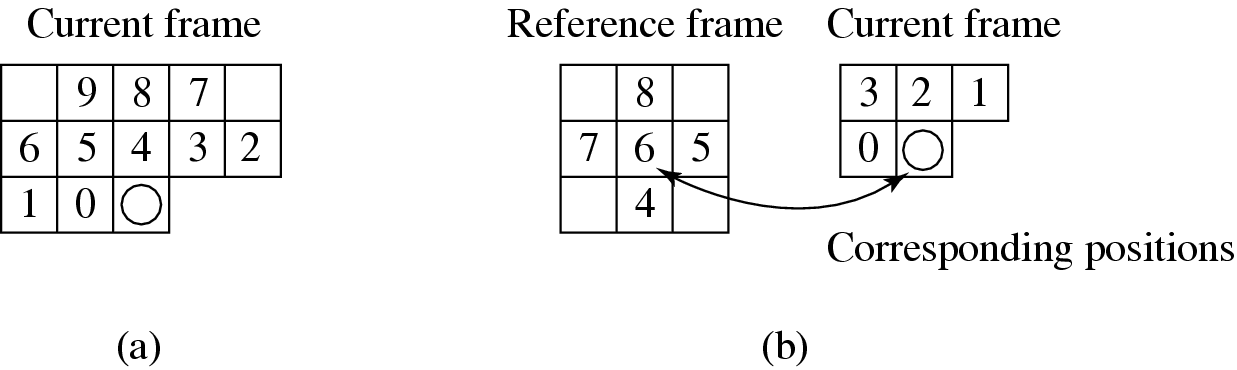 Current frame
9 8 7
6 5 4 3 2
1 0
(a)
Reference frame
8
7 6 5
4
Current frame
3 2 1
0
Corresponding positions
(b)